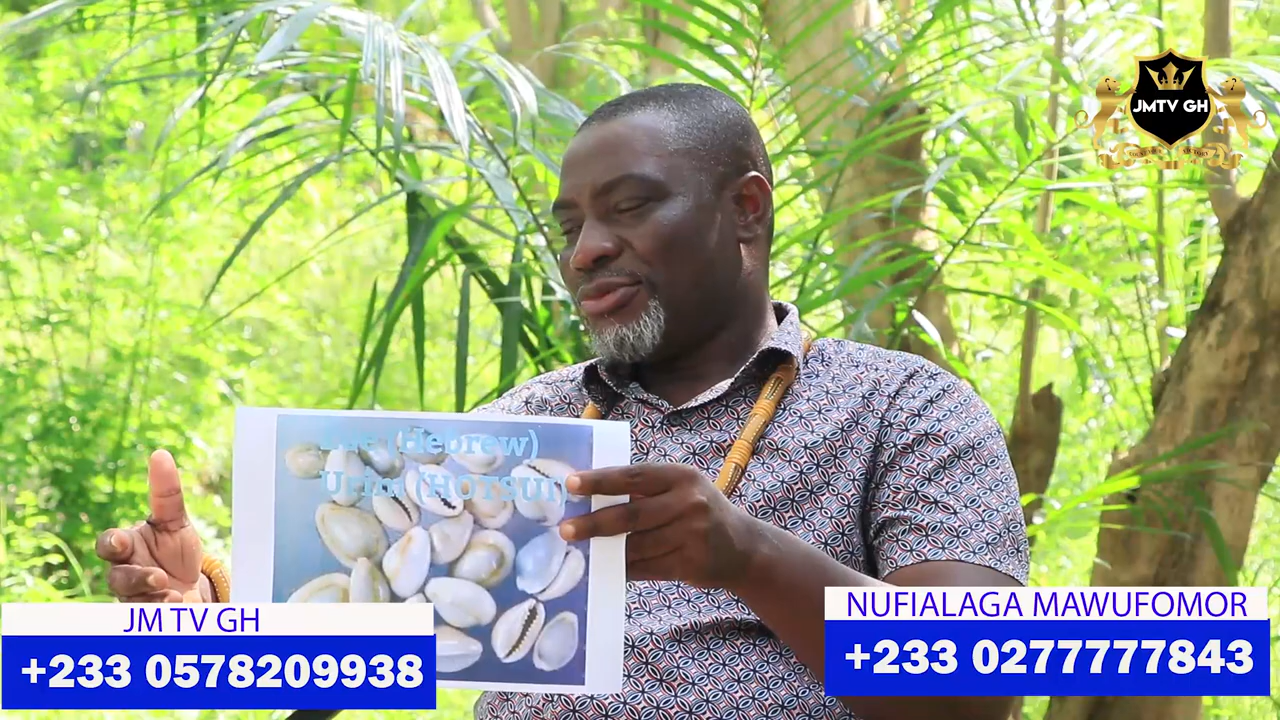 JMTV GH
(Hebrew)
Urim (HOTSUI)
JM TV GH
+233 0578209938
NUFIALAGA MAWUFOMOR
+233 0277777843